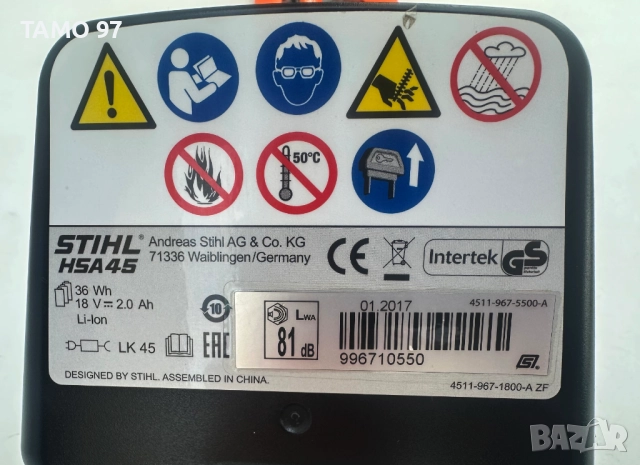 TAMO 97
50°C
STIHL®
HSA45
Andreas Stihl AG & Co. KG
71336 Waiblingen/Germany
CE
Intertek
GS
36 Wh
18 V⎓ 2.0 Ah
Li-Ion
10
LWA
81 dB
01.2017
4511-967-5500-A
996710550
LK 45
EAC
DESIGNED BY STIHL. ASSEMBLED IN CHINA.
4511-967-1800-A ZF
BAZAR